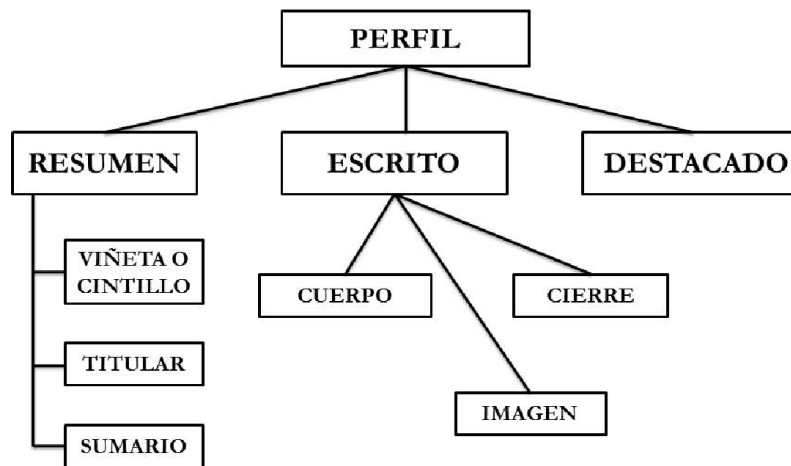 PERFIL
RESUMEN
ESCRITO
DESTACADO
VIÑETA O
CINTILLO
TITULAR
SUMARIO
CUERPO
CIERRE
IMAGEN